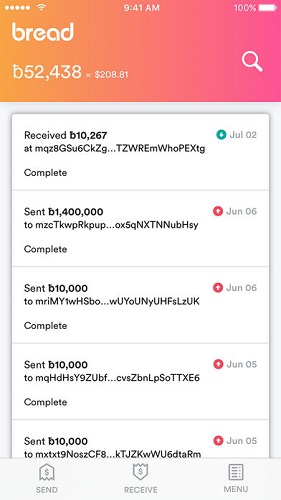 9:41 AM
100%
bread
ƀ52,438 = $208.81
Received ƀ10,267
Jul 02
at mqz8GSu6CkZg...TZWREmWhoPEXtg
Complete
Sent ƀ1,400,000
Jun 06
to mzcTkwpRkpup...ox5qNXTNNubHsy
Complete
Sent ƀ10,000
Jun 06
to mriMY1wHSbo...wUYoUNyUHFsLzUK
Complete
Sent ƀ10,000
Jun 05
to mqHdHsY9ZUbf...cvsZbnLpSoTTXE6
Complete
Sent ƀ10,000
Jun 05
to mxtxt9NoszCF8...kTJZKwWU6dtaRm
SEND
RECEIVE
MENU